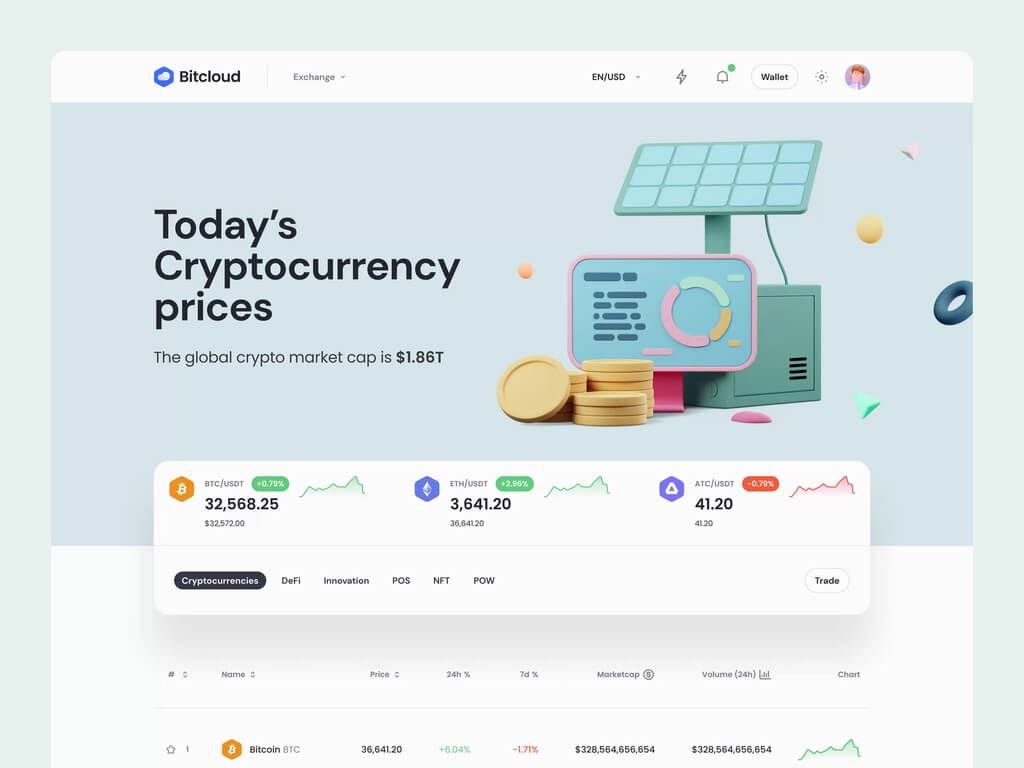 Bitcloud
Exchange
EN/USD
Wallet
Today’s
Cryptocurrency
prices
The global crypto market cap is $1.86T
BTC/USDT +0.79%
32,568.25
$32,572.00
ETH/USDT +2.96%
3,641.20
36,641.20
ATC/USDT -0.79%
41.20
41.20
Cryptocurrencies DeFi Innovation POS NFT POW Trade
# Name Price 24h % 7d % Marketcap Volume (24h) Chart
1 Bitcoin BTC 36,641.20 +6.04% -1.71% $328,564,656,654 $328,564,656,654